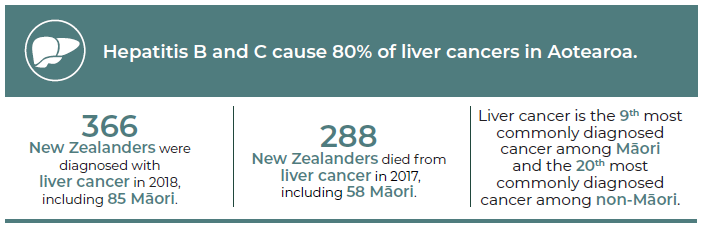 Hepatitis B and C cause 80% of liver cancers in Aotearoa.
366
New Zealanders were
diagnosed with
liver cancer in 2018,
including 85 Māori.
288
New Zealanders died from
liver cancer in 2017,
including 58 Māori.
Liver cancer is the 9th most
commonly diagnosed
cancer among Māori
and the 20th most
commonly diagnosed
cancer among non-Māori.